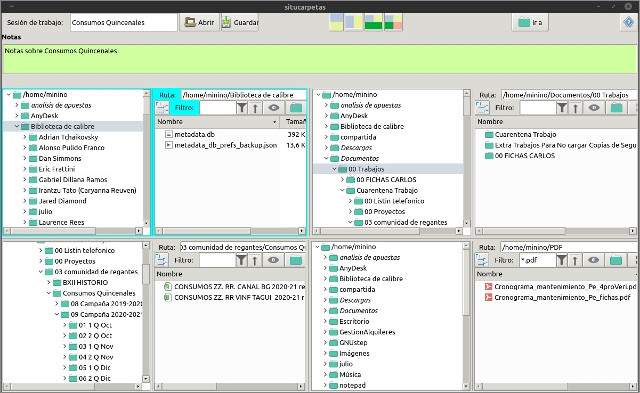 situcarpetas
Sesión de trabajo: Consumos Quincenales Abrir Guardar Ir a
Notas
Notas sobre Consumos Quincenales
/home/minino
analisis de apuestas
AnyDesk
Biblioteca de calibre
Adrian Tchaikovsky
Alonso Pulido Franco
Dan Simmons
Eric Frattini
Gabriel Dillana Ramos
Irantzu Tato (Caryanna Reuven)
Jared Diamond
julio
Laurence Rees
Ruta: /home/minino/Biblioteca de calibre
Filtro:
Nombre Tamañ
metadata.db 392 K
metadata_db_prefs_backup.json 13,6 K
/home/minino
analisis de apuestas
AnyDesk
Biblioteca de calibre
compartida
Descargas
Documentos
00 Trabajos
00 FICHAS CARLOS
Cuarentena Trabajo
00 Listin telefonico
00 Proyectos
03 comunidad de regantes
Ruta: /home/minino/Documentos/00 Trabajos
Filtro:
Nombre
Cuarentena Trabajo
Extra Trabajos Para No cargar Copias de Segu
00 FICHAS CARLOS
00 Listin telefonico
00 Proyectos
03 comunidad de regantes
BXII HISTORIO
Consumos Quincenales
08 Campaña 2019-2020
09 Campaña 2020-2021
01 1 Q Oct
02 2 Q Oct
03 1 Q Nov
04 2 Q Nov
05 1 Q Dic
06 2 Q Dic
Ruta: 03 comunidad de regantes/Consumos Q
Filtro:
Nombre
CONSUMOS ZZ. RR. CANAL BG 2020-21 re
CONSUMOS ZZ. RR VINF TAGUI 2020-21 r
/home/minino
analisis de apuestas
AnyDesk
Biblioteca de calibre
compartida
Descargas
Documentos
Escritorio
GestionAlquileres
GNUstep
Imágenes
julio
Música
notepad
Ruta: /home/minino/PDF
Filtro: *.pdf
Nombre
Cronograma_mantenimiento_Pe_4proVeri.pd
Cronograma_mantenimiento_Pe_fichas.pdf